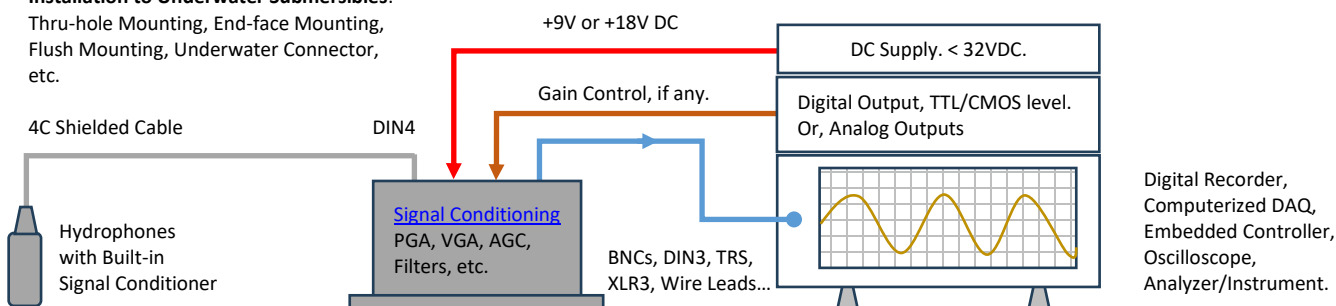 Installation to Underwater Submersibles:
Thru-hole Mounting, End-face Mounting,
Flush Mounting, Underwater Connector,
etc.
+9V or +18V DC
DC Supply. < 32VDC.
Gain Control, if any.
Digital Output, TTL/CMOS level.
Or, Analog Outputs
4C Shielded Cable
DIN4
Signal Conditioning
PGA, VGA, AGC,
Filters, etc.
Hydrophones
with Built-in
Signal Conditioner
BNCs, DIN3, TRS,
XLR3, Wire Leads…
Digital Recorder,
Computerized DAQ,
Embedded Controller,
Oscilloscope,
Analyzer/Instrument.